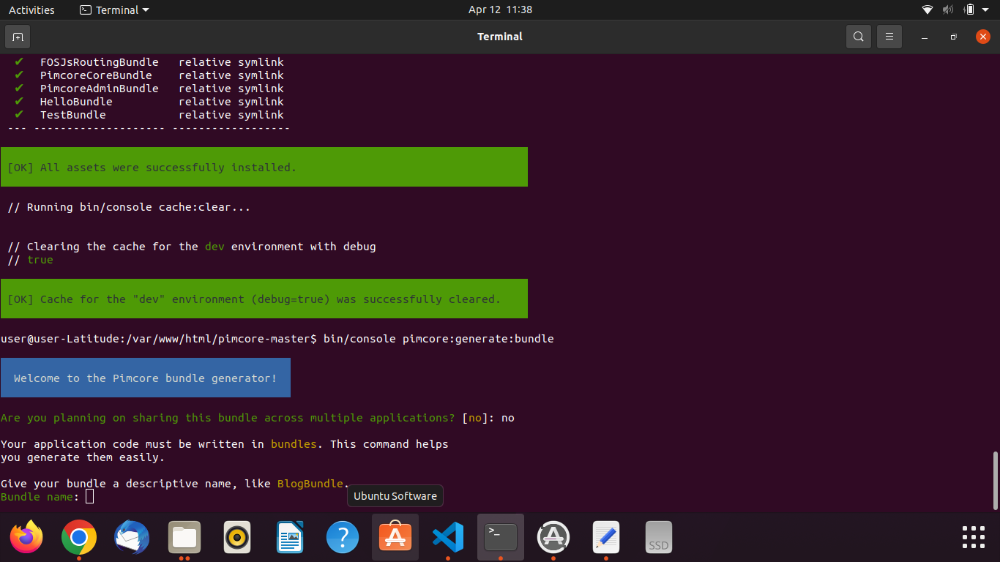 Activities Terminal Apr 12 11:38
Terminal
✔ FOSJsRoutingBundle relative symlink
✔ PimcoreCoreBundle relative symlink
✔ PimcoreAdminBundle relative symlink
✔ HelloBundle relative symlink
✔ TestBundle relative symlink
--- -------------------- ------------------
[OK] All assets were successfully installed.
// Running bin/console cache:clear...
// Clearing the cache for the dev environment with debug
// true
[OK] Cache for the "dev" environment (debug=true) was successfully cleared.
user@user-Latitude:/var/www/html/pimcore-master$ bin/console pimcore:generate:bundle
Welcome to the Pimcore bundle generator!
Are you planning on sharing this bundle across multiple applications? [no]: no
Your application code must be written in bundles. This command helps
you generate them easily.
Give your bundle a descriptive name, like BlogBundle.
Bundle name:
Ubuntu Software
>_
SSD